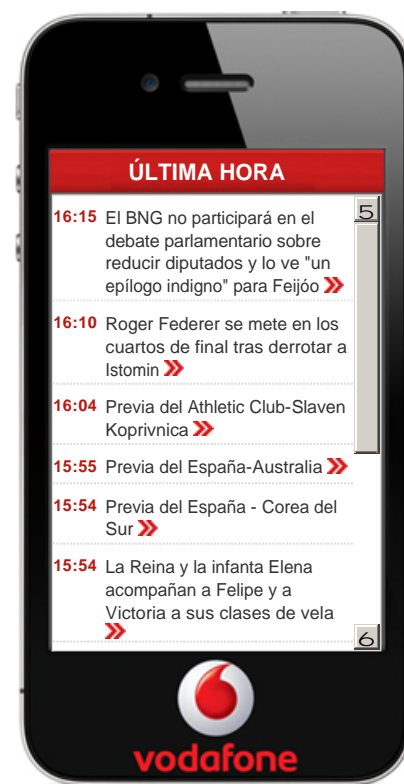 ÚLTIMA HORA
16:15 El BNG no participará en el
debate parlamentario sobre
reducir diputados y lo ve "un
epílogo indigno" para Feijóo
16:10 Roger Federer se mete en los
cuartos de final tras derrotar a
Istomin
16:04 Previa del Athletic Club-Slaven
Koprivnica
15:55 Previa del España-Australia
15:54 Previa del España - Corea del
Sur
15:54 La Reina y la infanta Elena
acompañan a Felipe y a
Victoria a sus clases de vela
5
6
vodafone